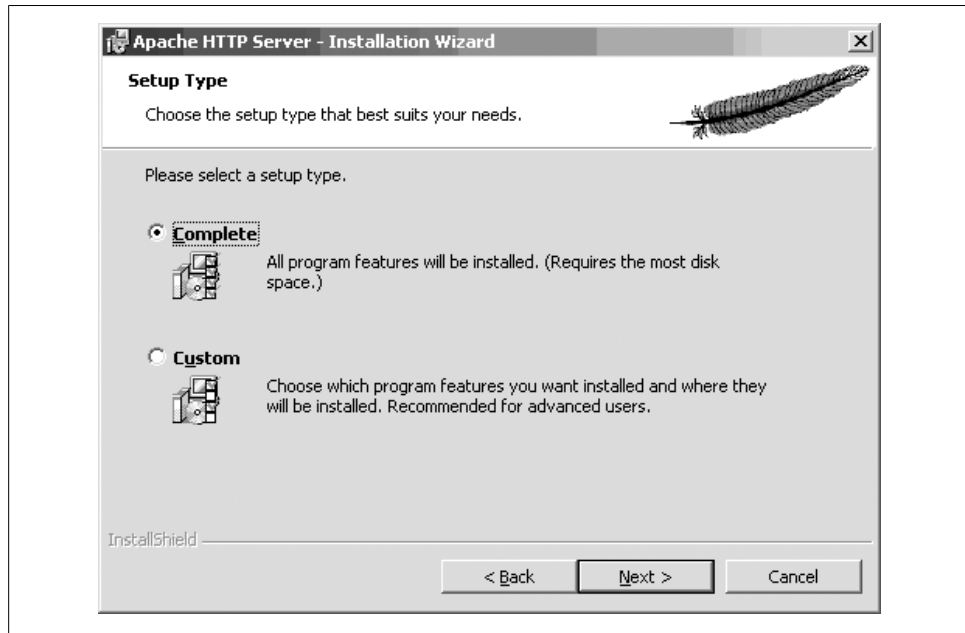 Apache HTTP Server - Installation Wizard
Setup Type
Choose the setup type that best suits your needs.
Please select a setup type.
Complete
All program features will be installed. (Requires the most disk
space.)
Custom
Choose which program features you want installed and where they
will be installed. Recommended for advanced users.
InstallShield
< Back
Next >
Cancel